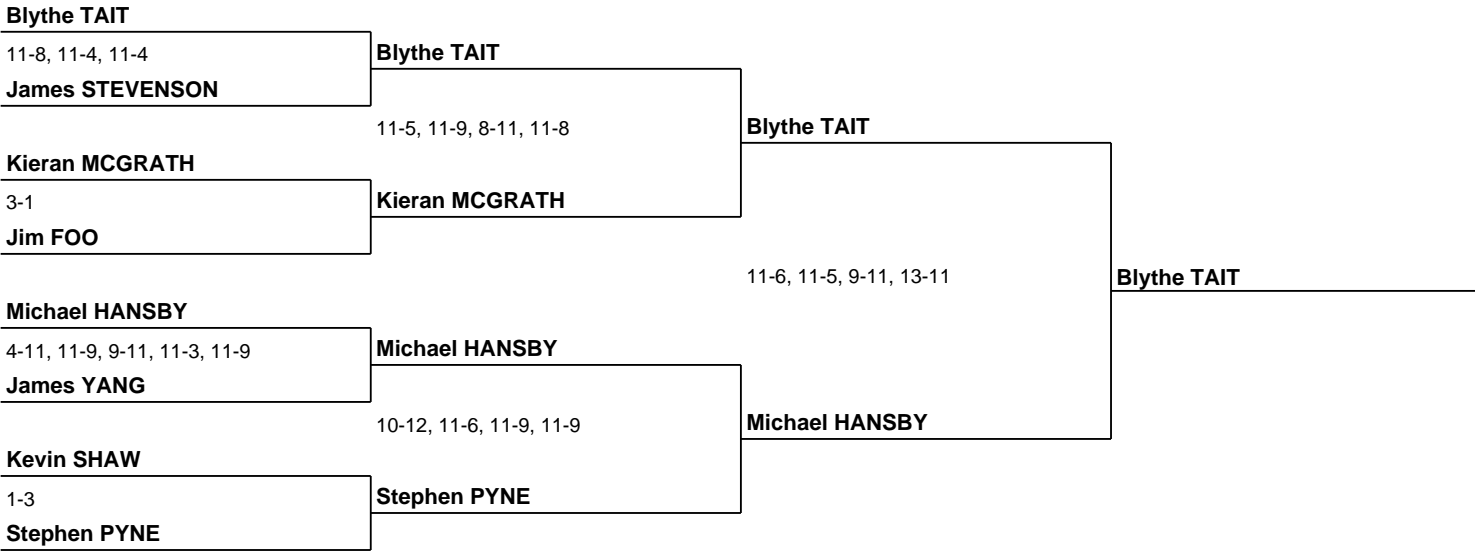 Blythe TAIT
11-8, 11-4, 11-4
Blythe TAIT
James STEVENSON
11-5, 11-9, 8-11, 11-8
Blythe TAIT
Kieran MCGRATH
3-1
Kieran MCGRATH
Jim FOO
11-6, 11-5, 9-11, 13-11
Blythe TAIT
Michael HANSBY
4-11, 11-9, 9-11, 11-3, 11-9
Michael HANSBY
James YANG
10-12, 11-6, 11-9, 11-9
Michael HANSBY
Kevin SHAW
1-3
Stephen PYNE
Stephen PYNE